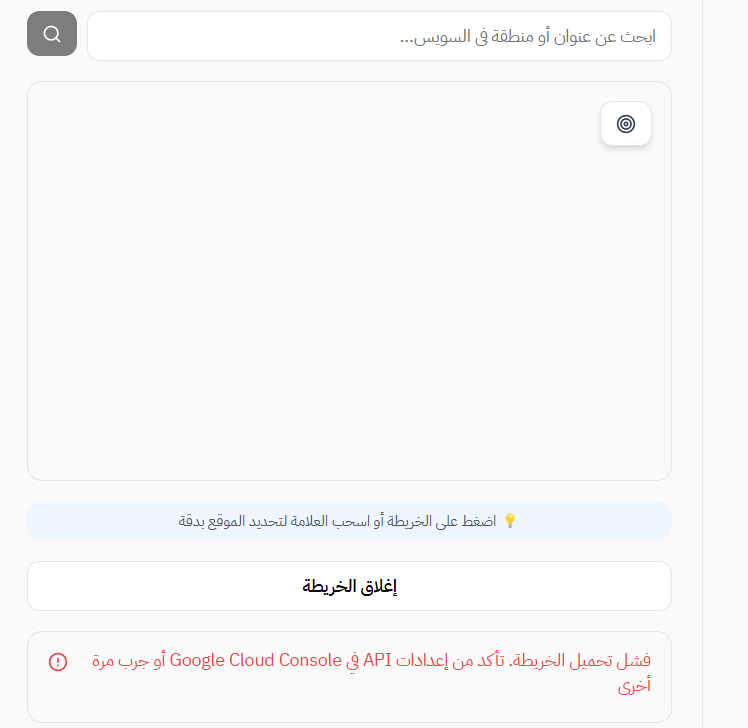 ابحث عن عنوان أو منطقة في السويس...
💡 اضغط على الخريطة أو اسحب العلامة لتحديد الموقع بدقة
إغلاق الخريطة
فشل تحميل الخريطة. تأكد من إعدادات API في Google Cloud Console أو جرب مرة
أخرى